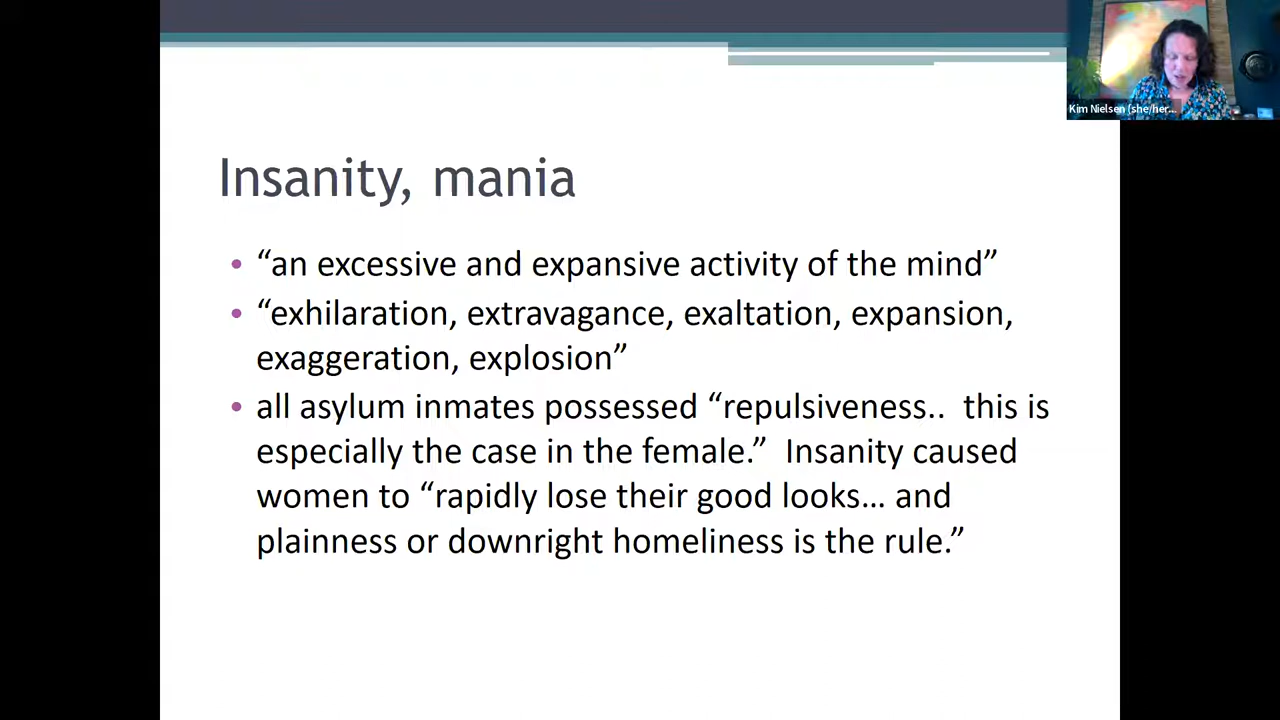 Kim Nielsen (she/her...
Insanity, mania
• “an excessive and expansive activity of the mind”
• “exhilaration, extravagance, exaltation, expansion,
exaggeration, explosion”
• all asylum inmates possessed “repulsiveness..  this is
especially the case in the female.”  Insanity caused
women to “rapidly lose their good looks… and
plainness or downright homeliness is the rule.”